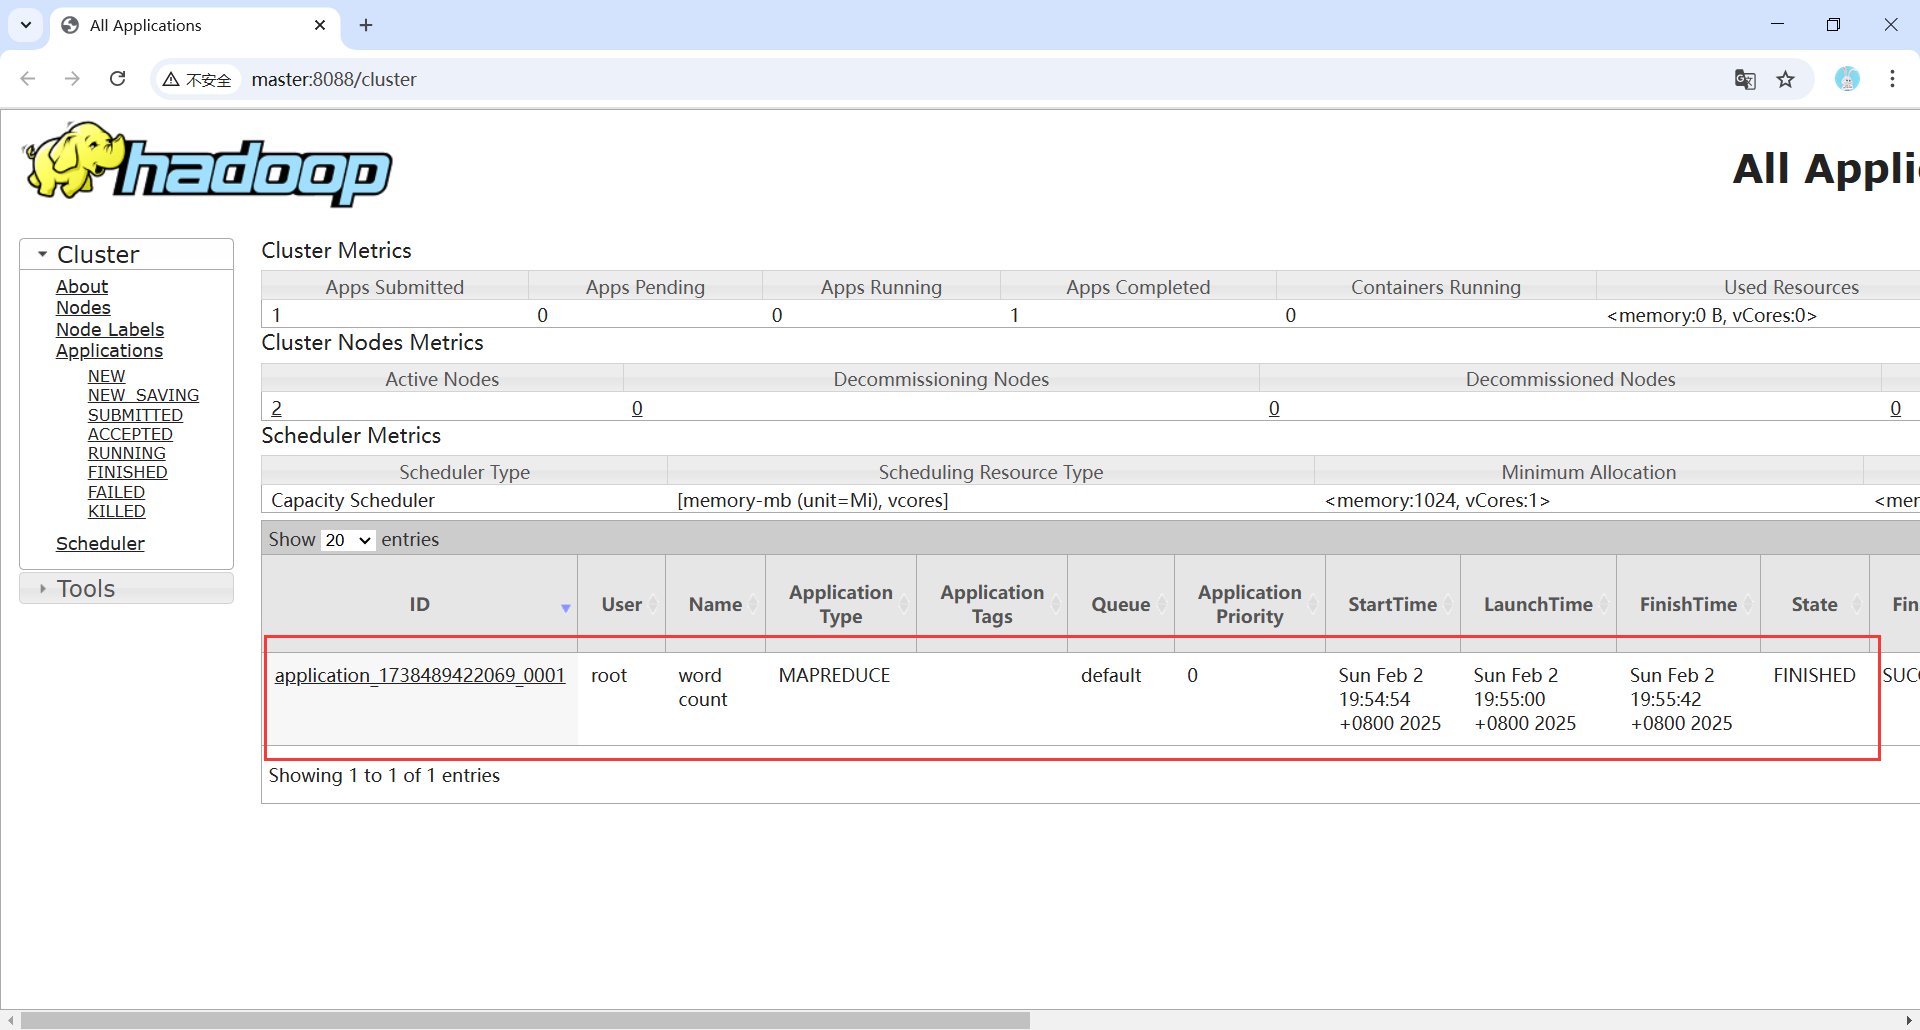 All Applications
不安全 master:8088/cluster
hadoop
All Appli
Cluster
About
Nodes
Node Labels
Applications
NEW
NEW_SAVING
SUBMITTED
ACCEPTED
RUNNING
FINISHED
FAILED
KILLED
Scheduler
Tools
Cluster Metrics
Apps Submitted Apps Pending Apps Running Apps Completed Containers Running Used Resources
1 0 0 1 0 <memory:0 B, vCores:0>
Cluster Nodes Metrics
Active Nodes Decommissioning Nodes Decommissioned Nodes
2 0 0 0
Scheduler Metrics
Scheduler Type Scheduling Resource Type Minimum Allocation
Capacity Scheduler [memory-mb (unit=Mi), vcores] <memory:1024, vCores:1> <mer
Show 20 entries
ID User Name Application Type Application Tags Queue Application Priority StartTime LaunchTime FinishTime State Fin
application_1738489422069_0001 root word MAPREDUCE default 0 Sun Feb 2 Sun Feb 2 Sun Feb 2 FINISHED SUC
count 19:54:54 19:55:00 19:55:42
+0800 2025 +0800 2025 +0800 2025
Showing 1 to 1 of 1 entries